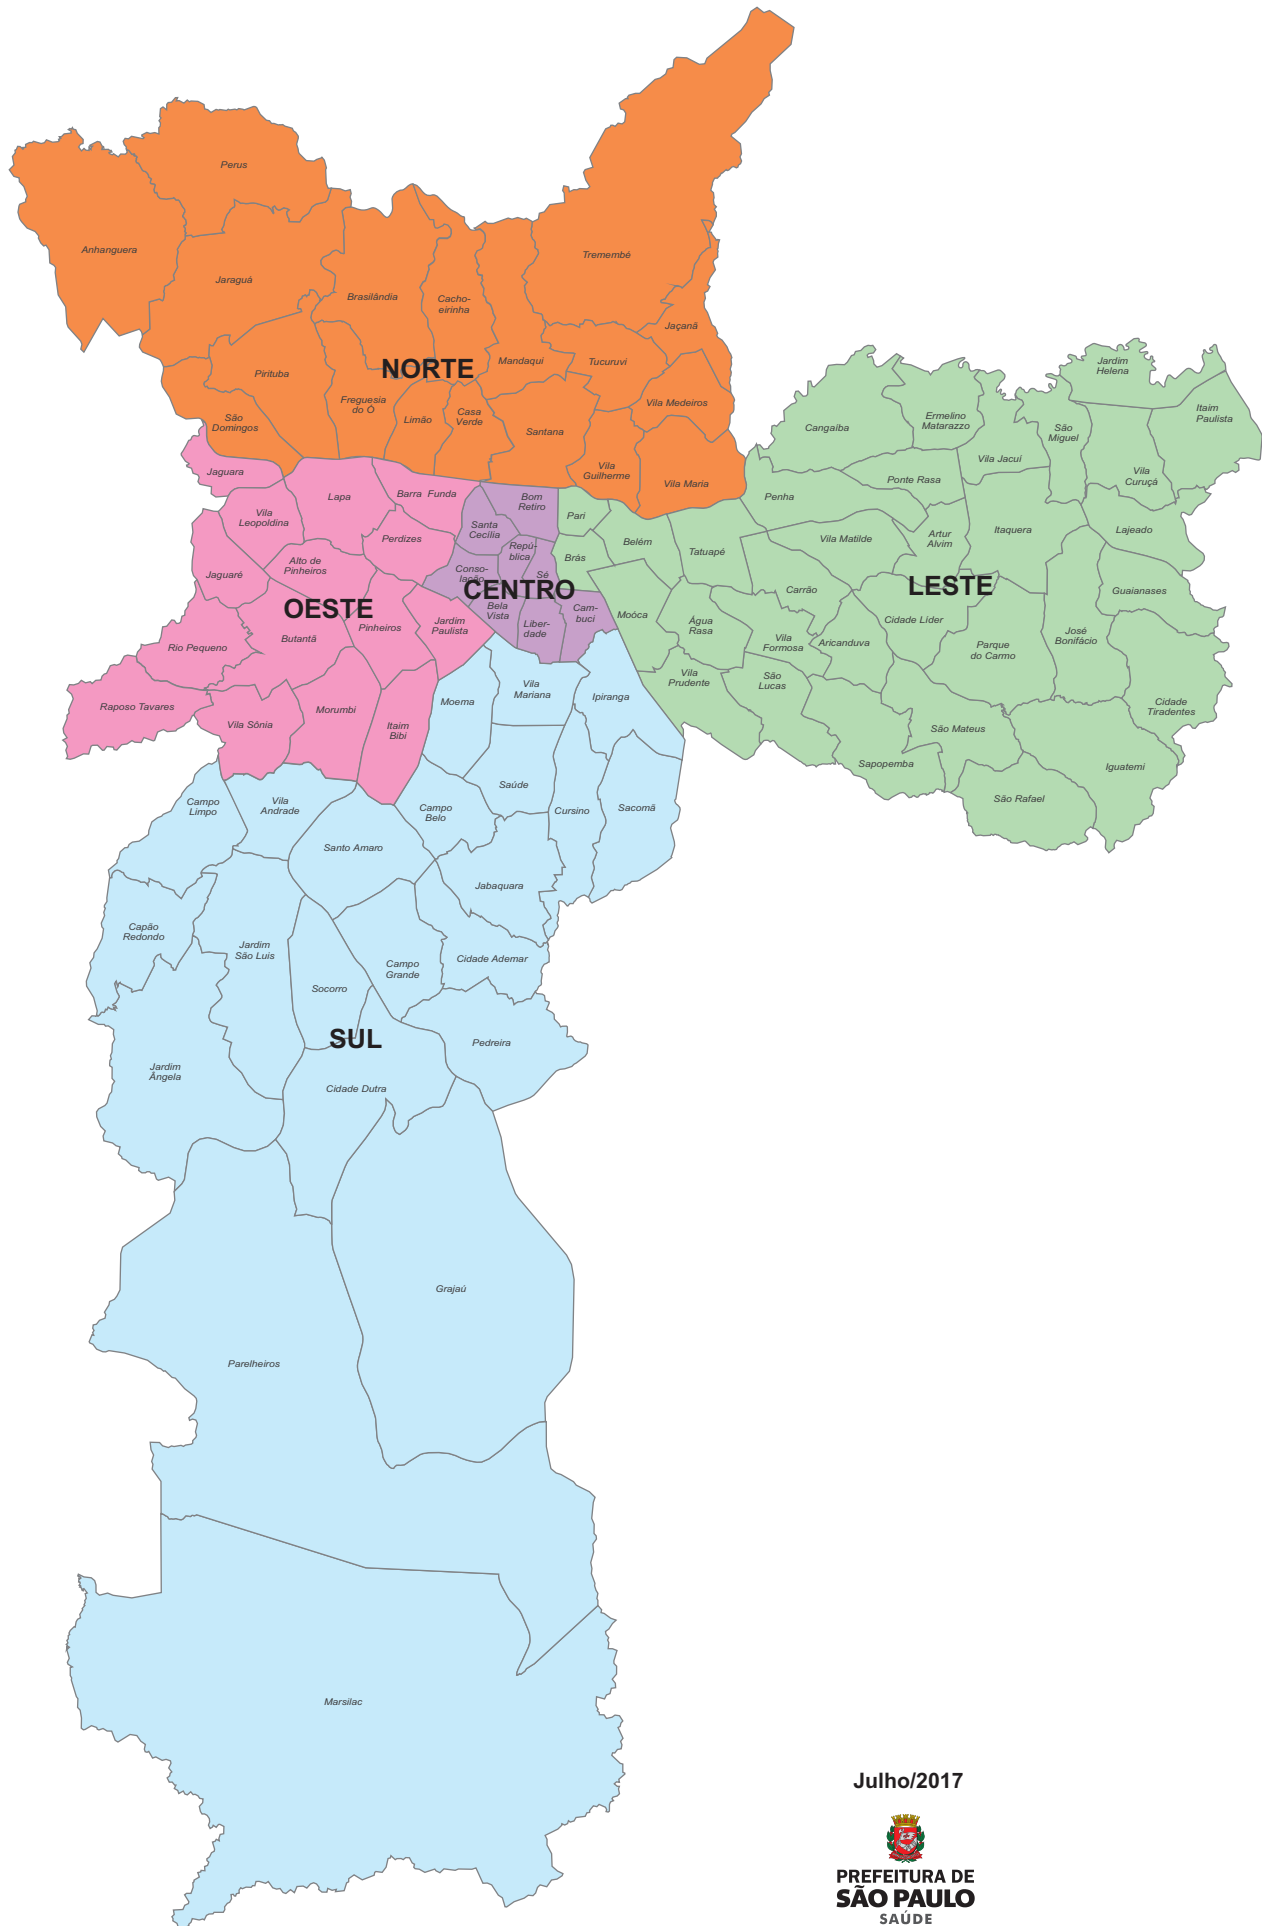 Perus
Anhanguera
Jaraguá
Tremembé
Brasilândia
Cacho-
eirinha
Jaçanã
Mandaqui
Tucuruvi
NORTE
Pirituba
Freguesia
do Ó
Vila Medeiros
São
Domingos
Limão
Casa
Verde
Santana
Vila
Guilherme
Vila Maria
Jardim
Helena
Itaim
Paulista
Cangaiba
Ermelino
Matarazzo
São
Miguel
Vila Jacuí
Vila
Curuçá
Ponte Rasa
Penha
Jaguara
Lapa
Barra Funda
Bom
Retiro
Vila
Leopoldina
Santa
Cecília
Pari
Perdizes
Repú-
blica
Belém
Tatuapé
Vila Matilde
Artur
Alvim
Itaquera
Lajeado
Alto de
Pinheiros
Jaguaré
Conso-
lação
Sé
Brás
CENTRO
LESTE
Carrão
Guaianases
OESTE
Bela
Vista
Cam-
buci
Liber-
dade
Moóca
Água
Rasa
Cidade Lider
Butantã
Pinheiros
Jardim
Paulista
Vila
Formosa
Aricanduva
Parque
do Carmo
José
Bonifácio
Rio Pequeno
Vila
Prudente
São
Lucas
Raposo Tavares
Vila Sônia
Morumbi
Itaim
Bibi
Moema
Vila
Mariana
Ipiranga
Cidade
Tiradentes
São Mateus
Sapopemba
Iguatemi
São Rafael
Campo
Limpo
Vila
Andrade
Campo
Belo
Saúde
Cursino
Sacomã
Santo Amaro
Jabaquara
Capão
Redondo
Jardim
São Luis
Campo
Grande
Cidade Ademar
Socorro
SUL
Pedreira
Jardim
Ângela
Cidade Dutra
Grajaú
Parelheiros
Marsilac
Julho/2017
PREFEITURA DE
SÃO PAULO
SAÚDE